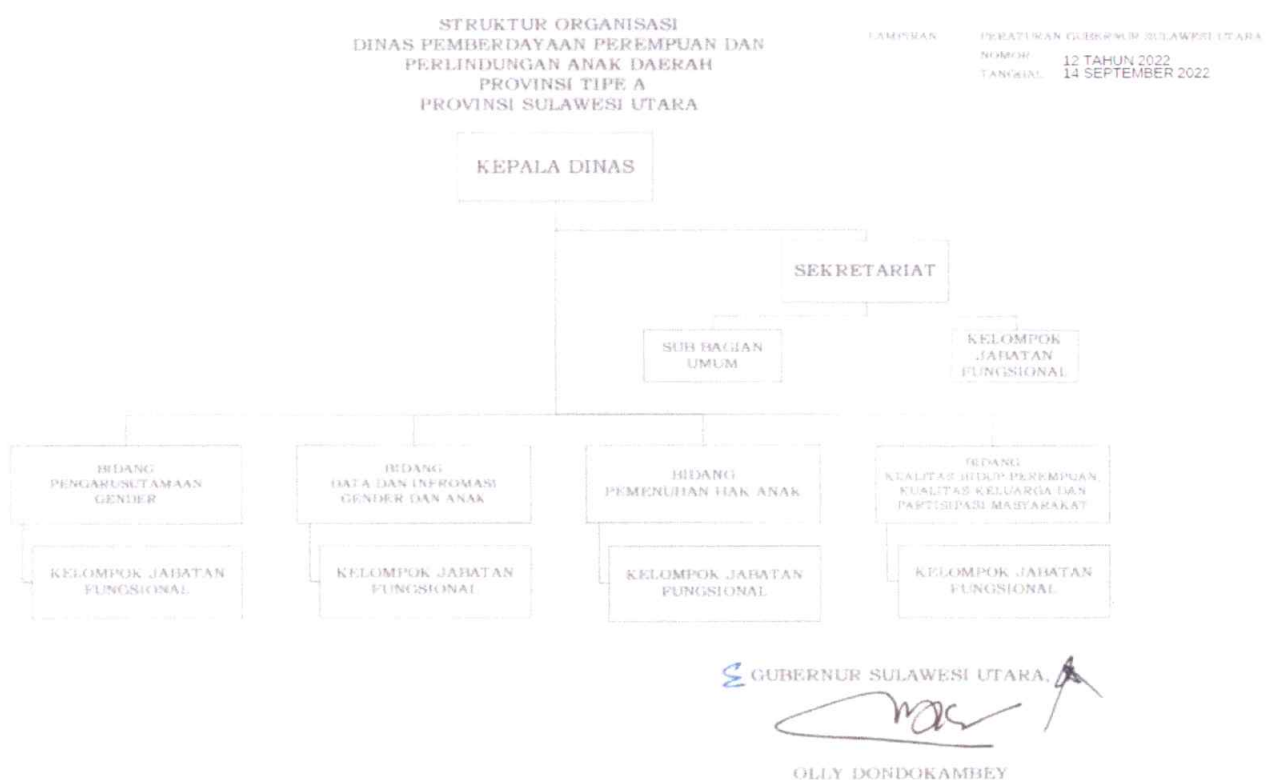 STRUKTUR ORGANISASI
DINAS PEMBERDAYAAN PEREMPUAN DAN
PERLINDUNGAN ANAK DAERAH
PROVINSI TIPE A
PROVINSI SULAWESI UTARA
LAMPIRAN PERATURAN GUBERNUR SULAWESI UTARA
NOMOR 12 TAHUN 2022
TANGGAL 14 SEPTEMBER 2022
KEPALA DINAS
SEKRETARIAT
SUB BAGIAN
UMUM
KELOMPOK
JABATAN
FUNGSIONAL
BIDANG
PENGARUSUTAMAAN
GENDER
BIDANG
DATA DAN INFROMASI
GENDER DAN ANAK
BIDANG
PEMENUHAN HAK ANAK
BIDANG
KUALITAS HIDUP PEREMPUAN,
KUALITAS KELUARGA DAN
PARTISIPASI MASYARAKAT
KELOMPOK JABATAN
FUNGSIONAL
KELOMPOK JABATAN
FUNGSIONAL
KELOMPOK JABATAN
FUNGSIONAL
KELOMPOK JABATAN
FUNGSIONAL
GUBERNUR SULAWESI UTARA,
OLLY DONDOKAMBEY